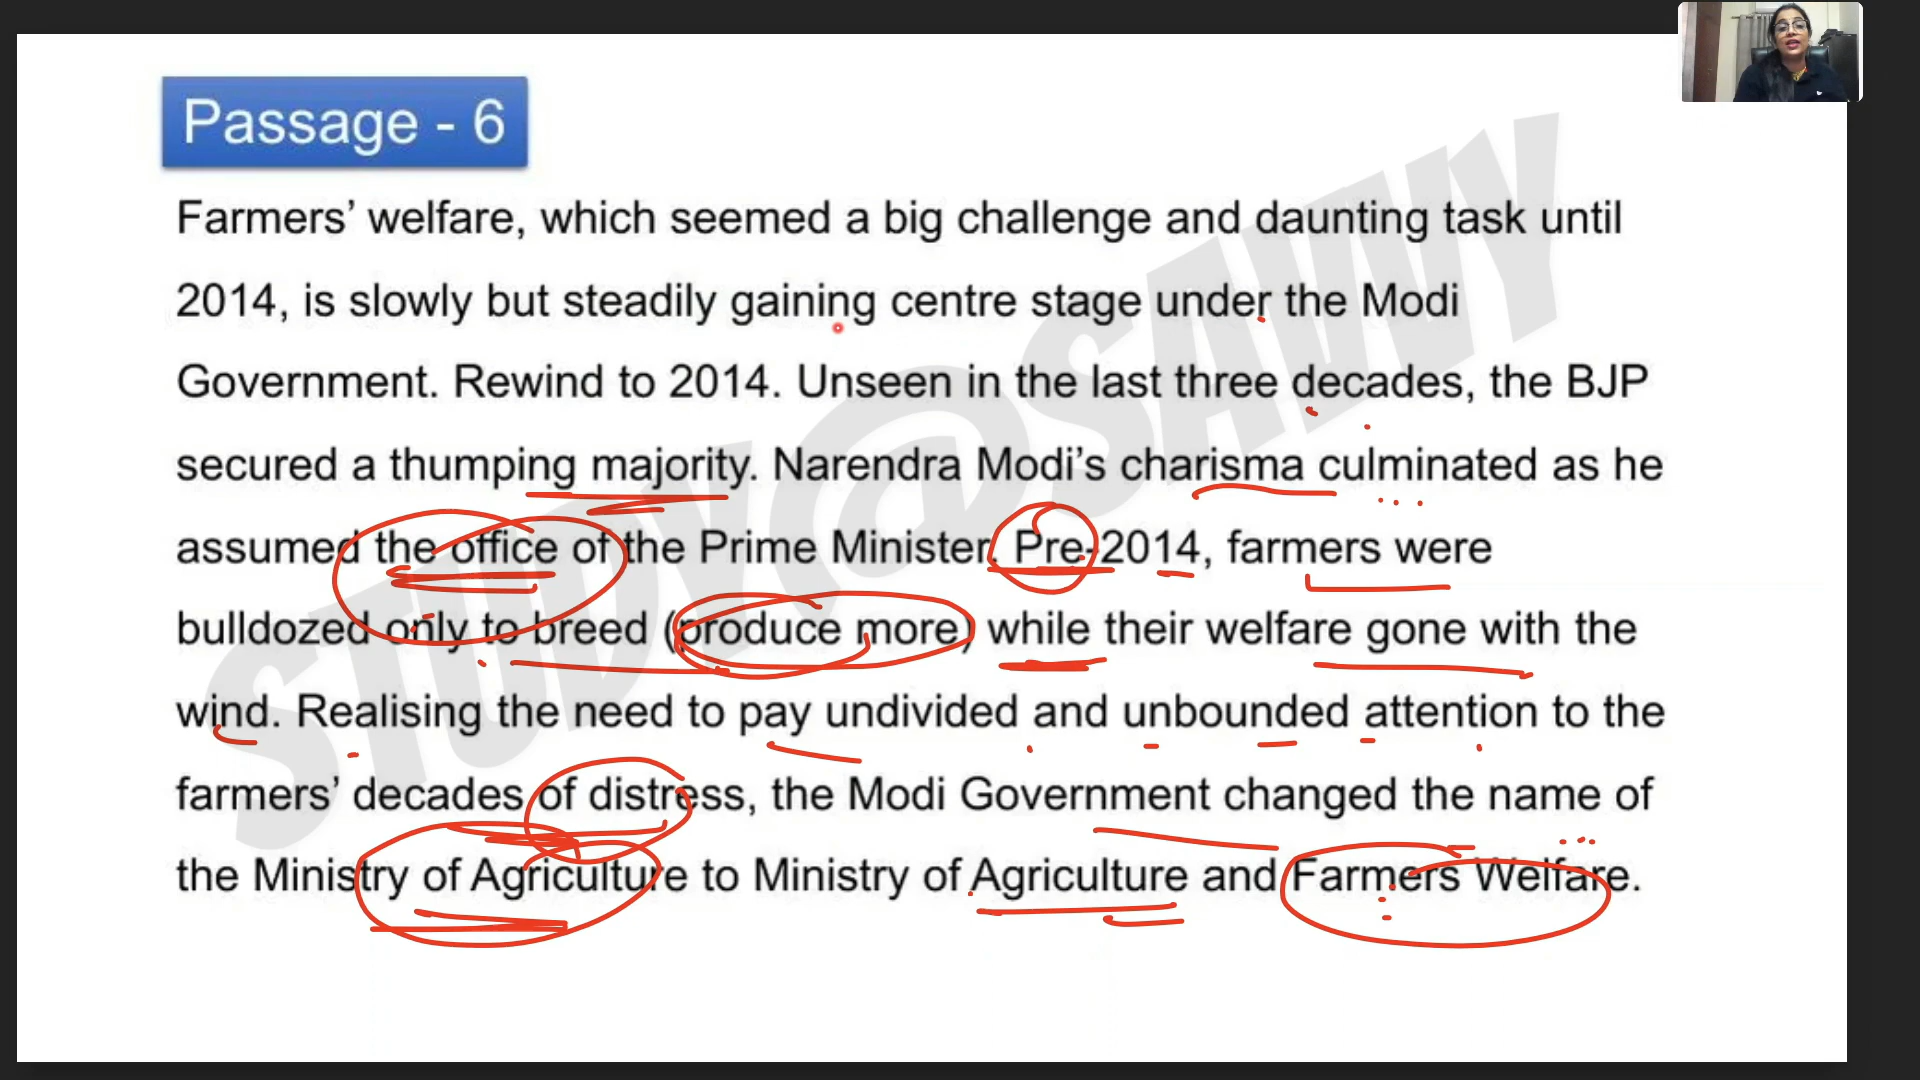 Passage - 6
Farmers’ welfare, which seemed a big challenge and daunting task until
2014, is slowly but steadily gaining centre stage under the Modi
Government. Rewind to 2014. Unseen in the last three decades, the BJP
secured a thumping majority. Narendra Modi’s charisma culminated as he
assumed the office of the Prime Minister. Pre-2014, farmers were
bulldozed only to breed (produce more) while their welfare gone with the
wind. Realising the need to pay undivided and unbounded attention to the
farmers’ decades of distress, the Modi Government changed the name of
the Ministry of Agriculture to Ministry of Agriculture and Farmers Welfare.
STUDY@SAVVY